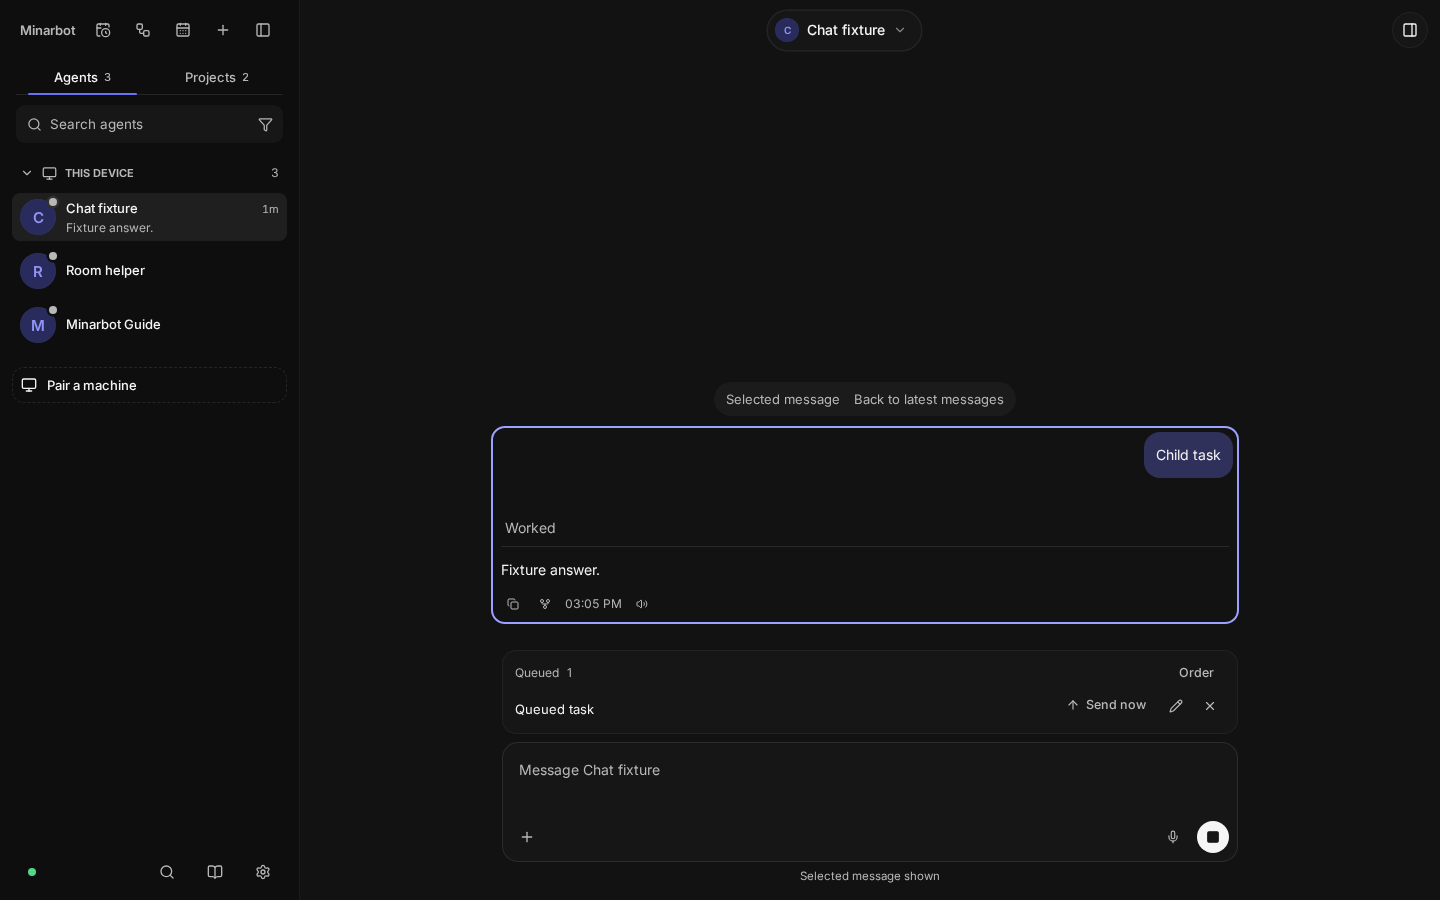 Minarbot
Agents 3
Projects 2
Search agents
THIS DEVICE 3
C
Chat fixture 1m
Fixture answer.
R
Room helper
M
Minarbot Guide
Pair a machine
C Chat fixture
Selected message Back to latest messages
Child task
Worked
Fixture answer.
03:05 PM
Queued 1 Order
Queued task Send now
Message Chat fixture
Selected message shown